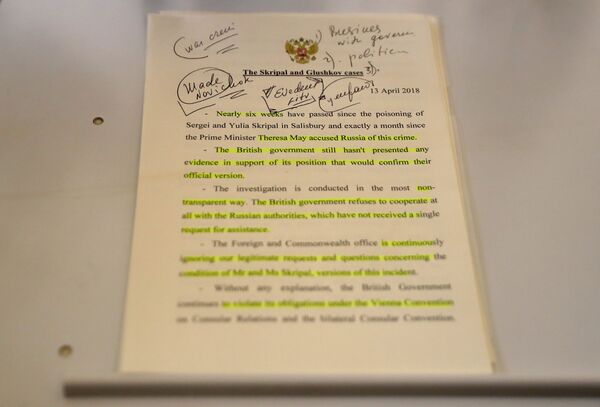 (war crem
1) Busines
with govern
2). politicn
The Skripal and Glushkov cases 3).
Made
Novichok
13 April 2018
- Nearly six weeks have passed since the poisoning of
Sergei and Yulia Skripal in Salisbury and exactly a month since
the Prime Minister Theresa May accused Russia of this crime.
- The British government still hasn't presented any
evidence in support of its position that would confirm their
official version.
- The investigation is conducted in the most non-
transparent way. The British government refuses to cooperate at
all with the Russian authorities, which have not received a single
request for assistance.
- The Foreign and Commonwealth office is continuously
ignoring our legitimate requests and questions concerning the
condition of Mr and Ms Skripal, versions of this incident.
- Without any explanation, the British Government
continues to violate its obligations under the Vienna Convention
on Consular Relations and the bilateral Consular Convention.